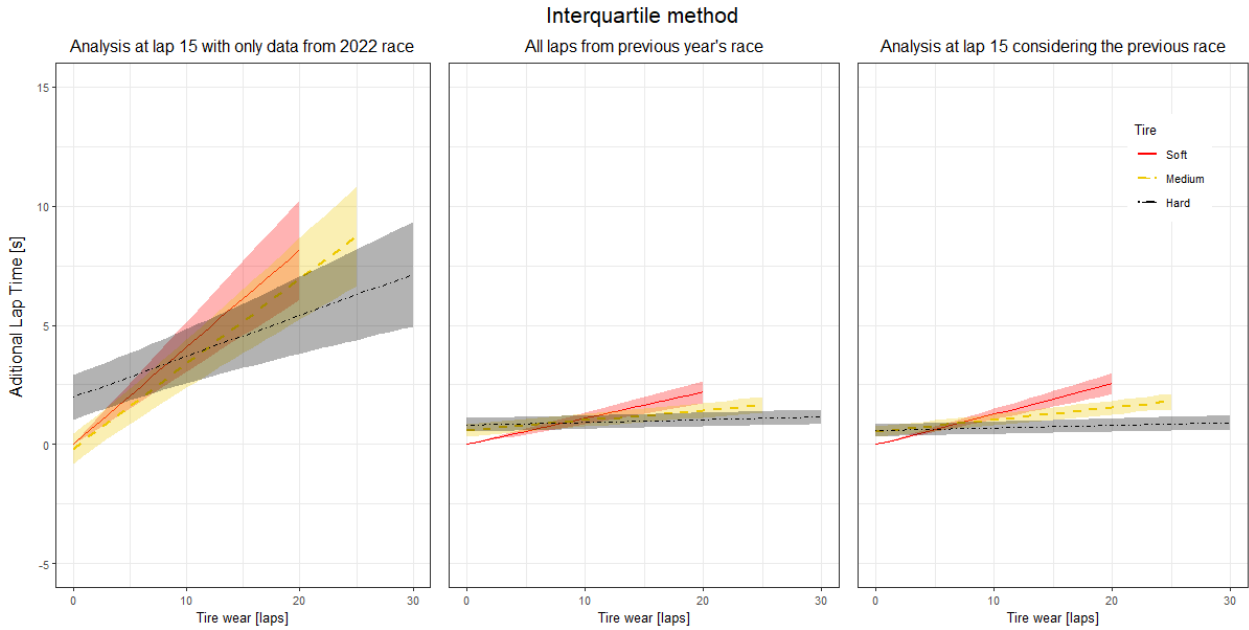 Interquartile method
Analysis at lap 15 with only data from 2022 race
All laps from previous year's race
Analysis at lap 15 considering the previous race
Aditional Lap Time [s]
15
10
5
0
-5
Tire
Soft
Medium
Hard
0 10 20 30
0 10 20 30
0 10 20 30
Tire wear [laps]
Tire wear [laps]
Tire wear [laps]